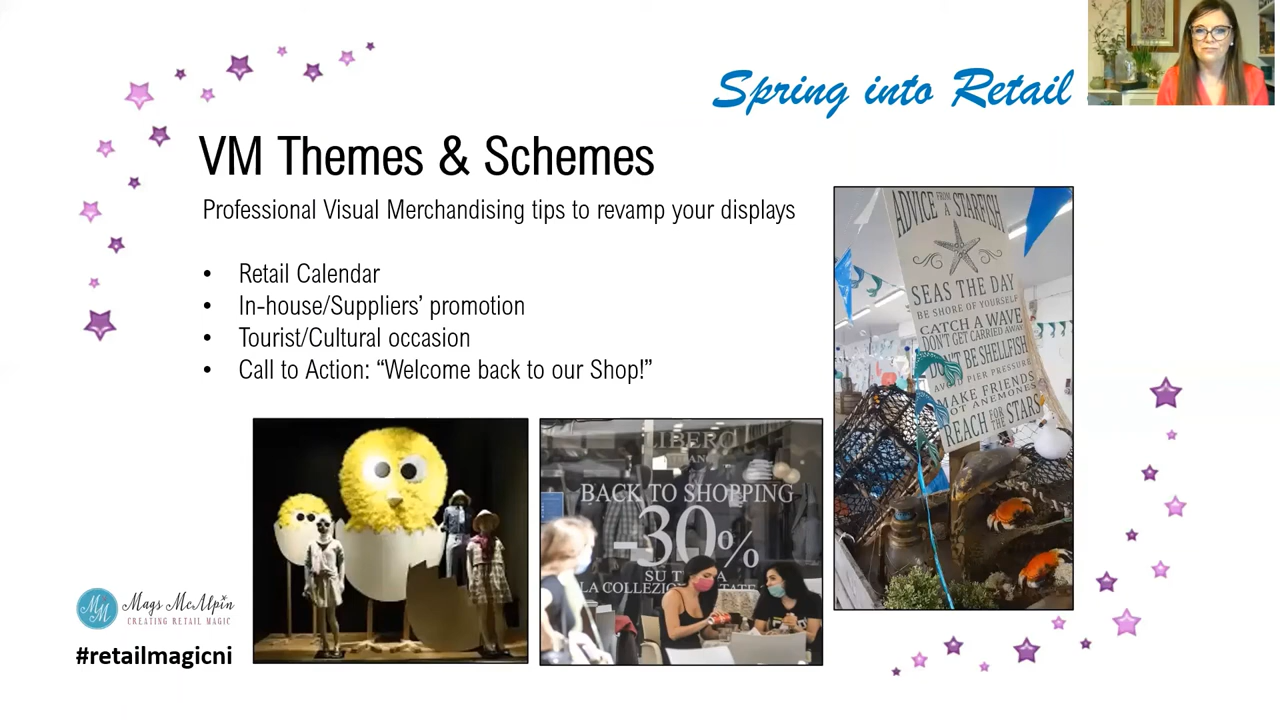 Spring into Retail
VM Themes & Schemes
Professional Visual Merchandising tips to revamp your displays
• Retail Calendar
• In-house/Suppliers’ promotion
• Tourist/Cultural occasion
• Call to Action: “Welcome back to our Shop!”
ADVICE FROM A STARFISH
SEAS THE DAY
BE SHORE OF YOURSELF
CATCH A WAVE
DON'T GET CARRIED AWAY
DON'T BE SHELLFISH
AVOID PIER PRESSURE
MAKE FRIENDS
NOT ANEMONES
REACH FOR THE STARS
LIBERO
BACK TO SHOPPING
-30%
SU
LA
MM
Mags McAlpin
CREATING RETAIL MAGIC
#retailmagicni